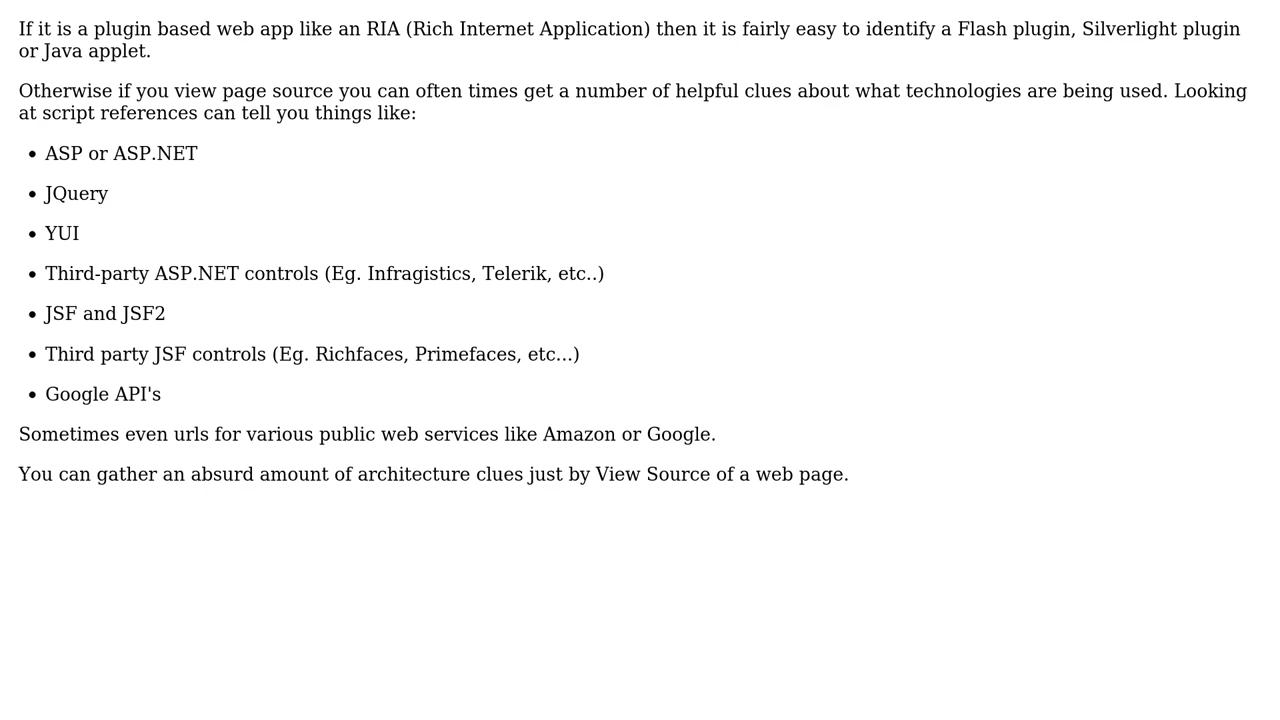 If it is a plugin based web app like an RIA (Rich Internet Application) then it is fairly easy to identify a Flash plugin, Silverlight plugin
or Java applet.
Otherwise if you view page source you can often times get a number of helpful clues about what technologies are being used. Looking
at script references can tell you things like:
• ASP or ASP.NET
• JQuery
• YUI
• Third-party ASP.NET controls (Eg. Infragistics, Telerik, etc..)
• JSF and JSF2
• Third party JSF controls (Eg. Richfaces, Primefaces, etc...)
• Google API's
Sometimes even urls for various public web services like Amazon or Google.
You can gather an absurd amount of architecture clues just by View Source of a web page.